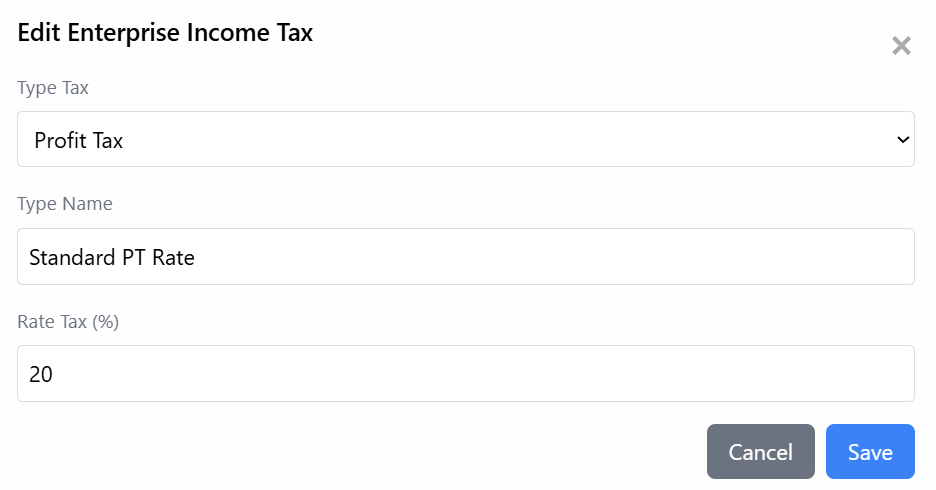 Edit Enterprise Income Tax
Type Tax
Profit Tax
Type Name
Standard PT Rate
Rate Tax (%)
20
Cancel Save